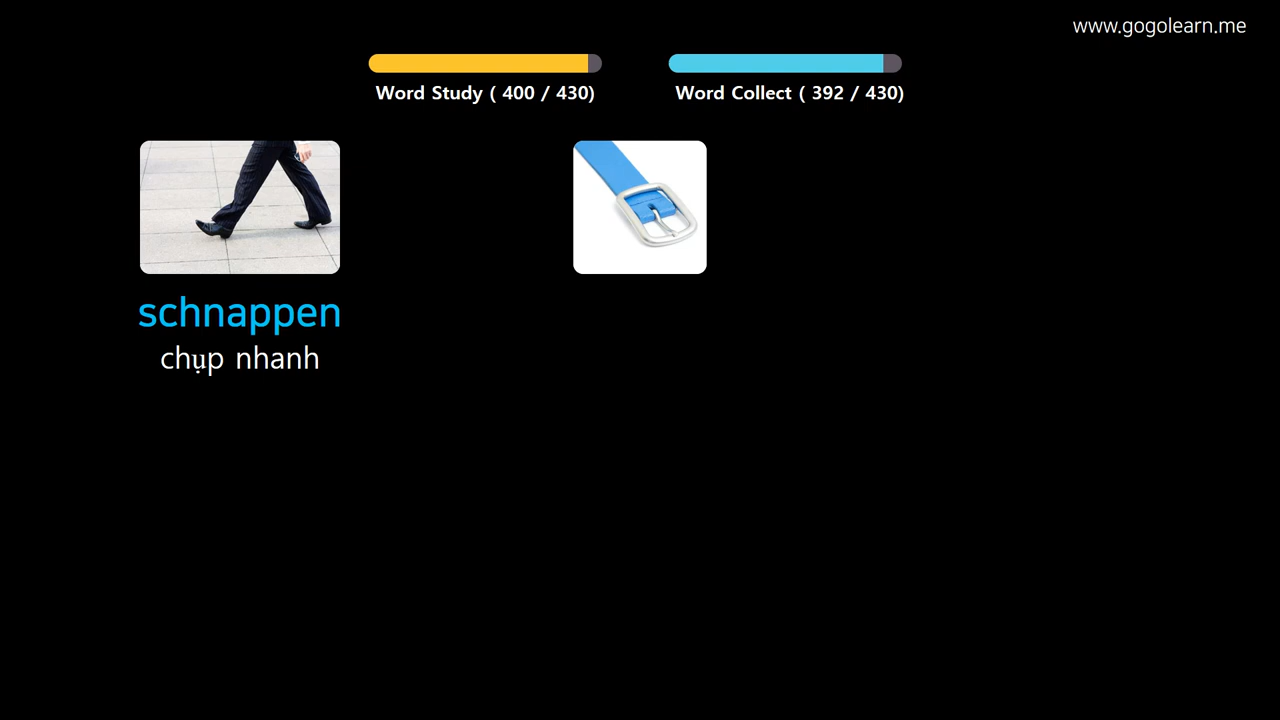 www.gogolearn.me
Word Study ( 400 / 430)
Word Collect ( 392 / 430)
schnappen
chụp nhanh